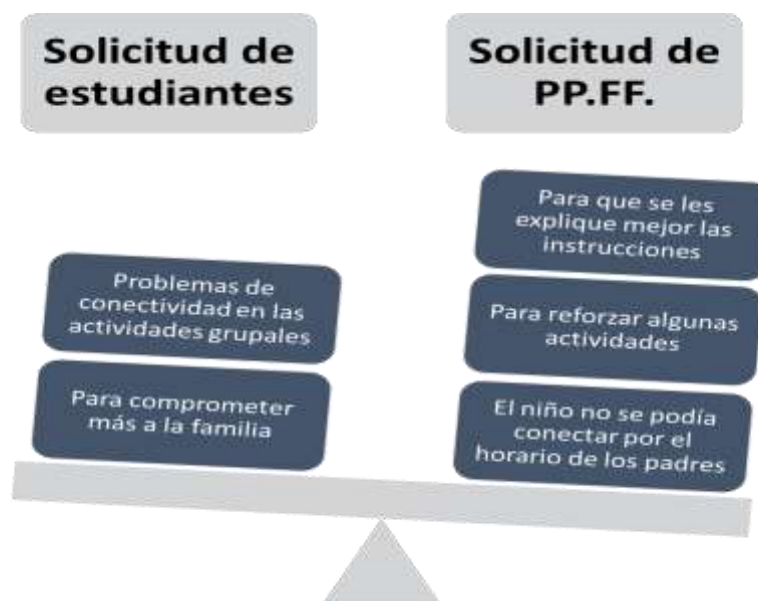 Solicitud de
estudiantes
Solicitud de
PP.FF.
Problemas de
conectividad en las
actividades grupales
Para comprometer
más a la familia
Para que se les
explique mejor las
instrucciones
Para reforzar algunas
actividades
El niño no se podía
conectar por el
horario de los padres